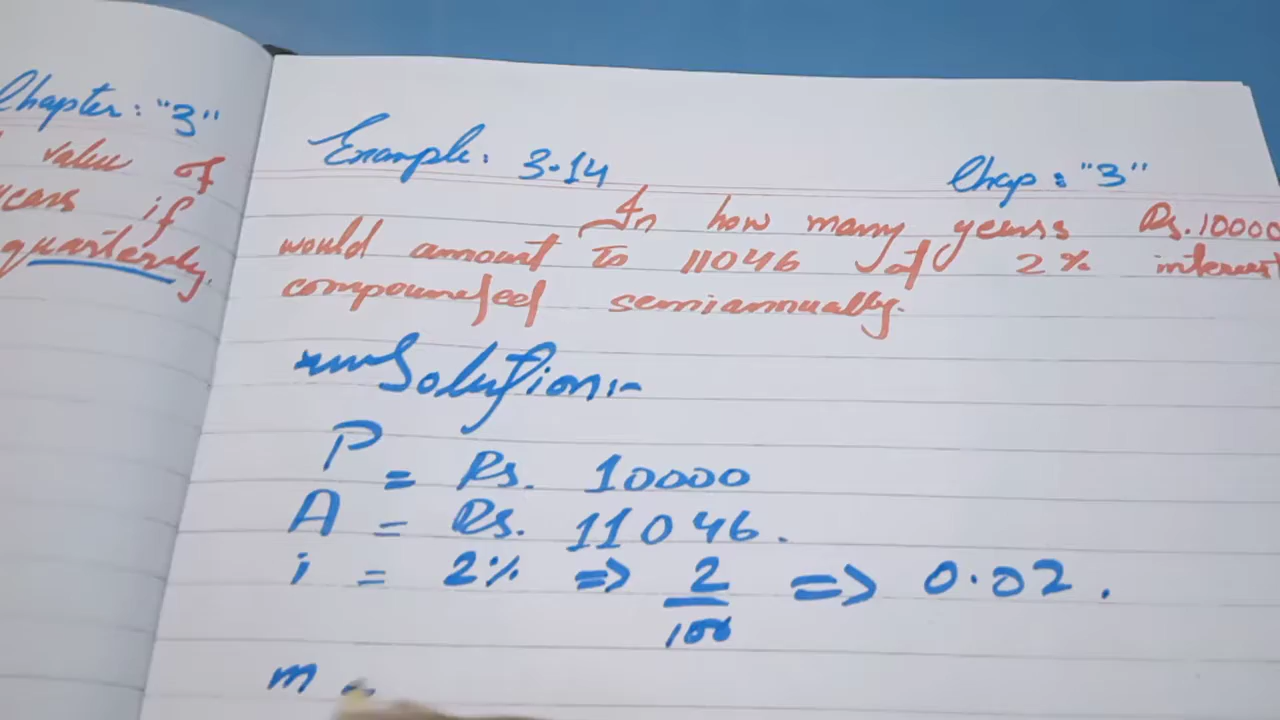 Chapter: "3"
value of
years if
quarterly.
Example: 3-14
Chap: "3"
In how many years Rs. 10000
would amount to 11046 at 2% interest
compounded semiannually.
Solution:-
P = Rs. 10000
A = Rs. 11046.
i = 2% => 2/100 => 0.02.
m =